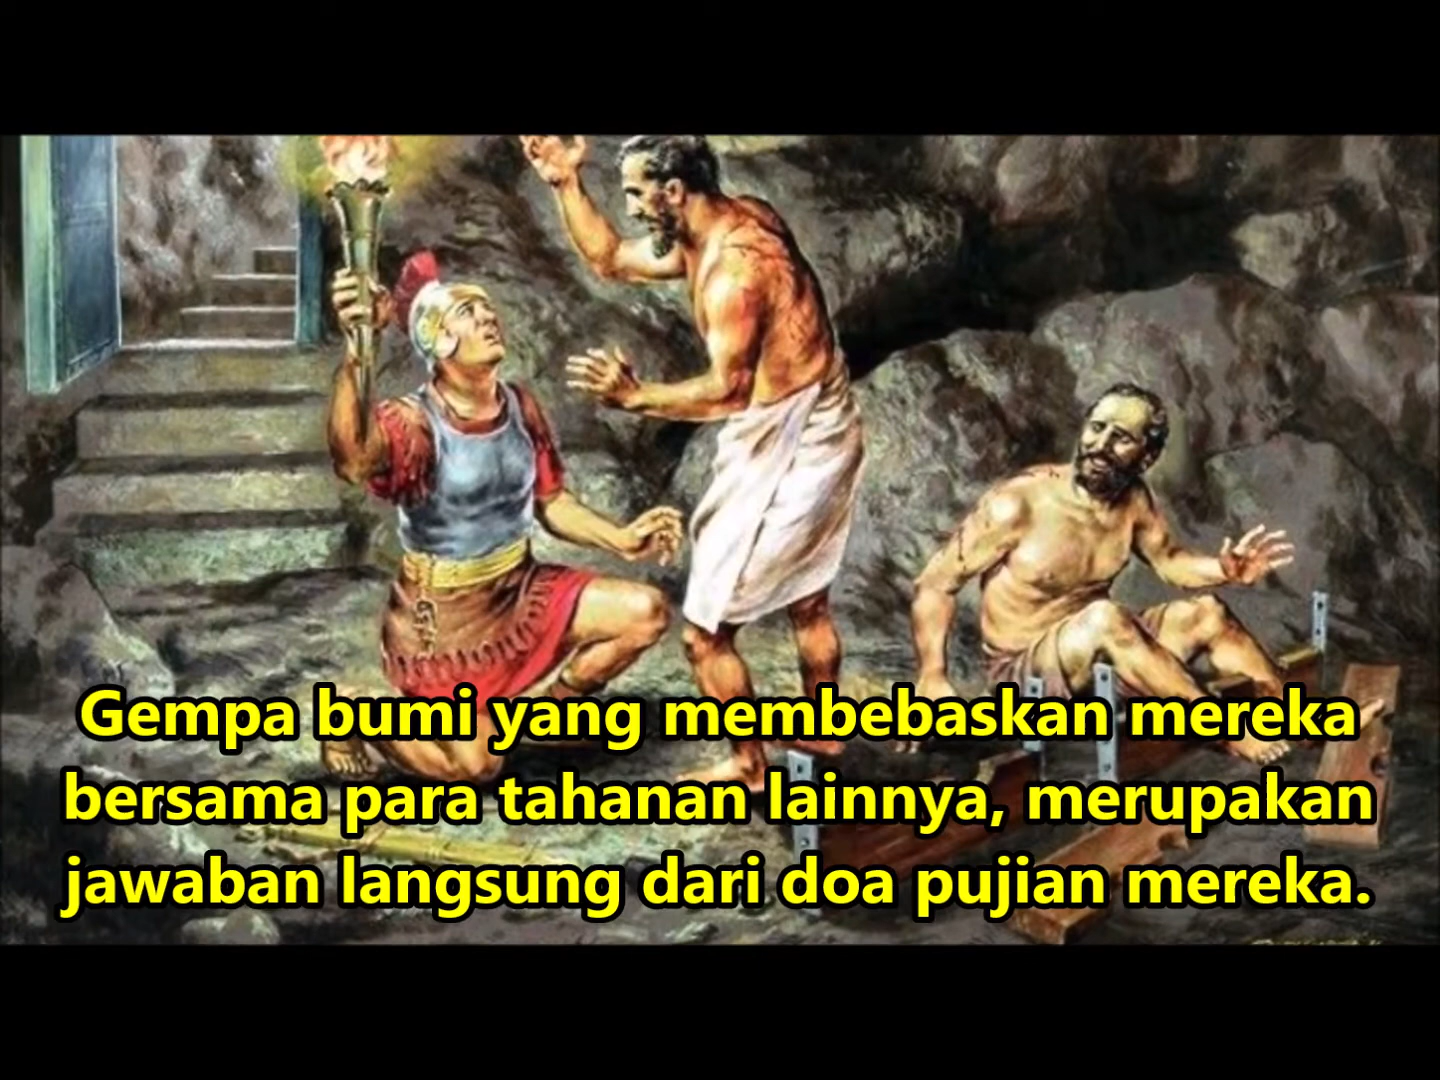 Gempa bumi yang membebaskan mereka
bersama para tahanan lainnya, merupakan
jawaban langsung dari doa pujian mereka.